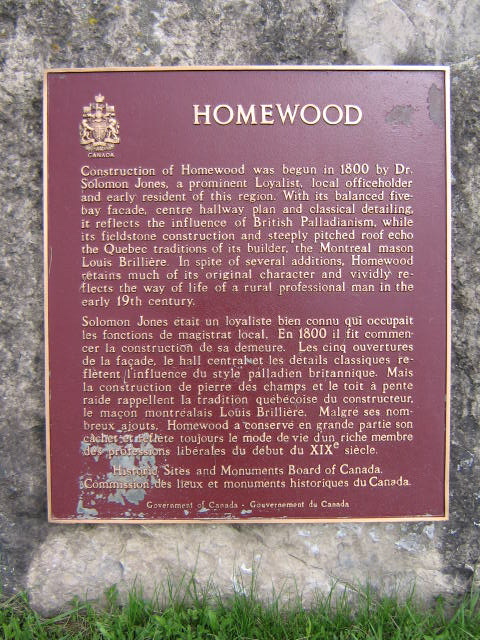 CANADA
HOMEWOOD
Construction of Homewood was begun in 1800 by Dr.
Solomon Jones, a prominent Loyalist, local officeholder
and early resident of this region. With its balanced five-
bay facade, centre hallway plan and classical detailing,
it reflects the influence of British Palladianism, while
its fieldstone construction and steeply pitched roof echo
the Quebec traditions of its builder, the Montreal mason
Louis Brillière. In spite of several additions, Homewood
retains much of its original character and vividly re-
flects the way of life of a rural professional man in the
early 19th century.
Solomon Jones était un loyaliste bien connu qui occupait
les fonctions de magistrat local. En 1800 il fit commen-
cer la construction de sa demeure. Les cinq ouvertures
de la façade, le hall central et les détails classiques re-
flètent l'influence du style palladien britannique. Mais
la construction de pierre des champs et le toit à pente
raide rappellent la tradition québécoise du constructeur,
le maçon montréalais Louis Brillière. Malgré ses nom-
breux ajouts, Homewood a conservé en grande partie son
cachet et reflète toujours le mode de vie d'un riche membre
des professions libérales du début du XIXe siècle.
Historic Sites and Monuments Board of Canada.
Commission des lieux et monuments historiques du Canada.
Government of Canada - Gouvernement du Canada